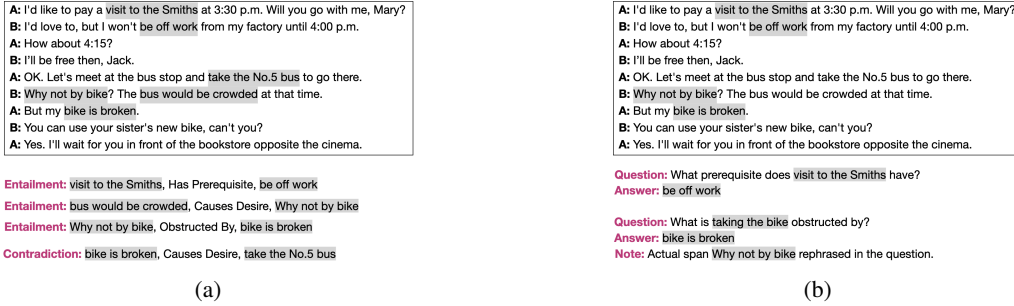 A: I'd like to pay a visit to the Smiths at 3:30 p.m. Will you go with me, Mary?
B: I'd love to, but I won't be off work from my factory until 4:00 p.m.
A: How about 4:15?
B: I'll be free then, Jack.
A: OK. Let's meet at the bus stop and take the No.5 bus to go there.
B: Why not by bike? The bus would be crowded at that time.
A: But my bike is broken.
B: You can use your sister's new bike, can't you?
A: Yes. I'll wait for you in front of the bookstore opposite the cinema.
Entailment: visit to the Smiths, Has Prerequisite, be off work
Entailment: bus would be crowded, Causes Desire, Why not by bike
Entailment: Why not by bike, Obstructed By, bike is broken
Contradiction: bike is broken, Causes Desire, take the No.5 bus
(a)
A: I'd like to pay a visit to the Smiths at 3:30 p.m. Will you go with me, Mary?
B: I'd love to, but I won't be off work from my factory until 4:00 p.m.
A: How about 4:15?
B: I'll be free then, Jack.
A: OK. Let's meet at the bus stop and take the No.5 bus to go there.
B: Why not by bike? The bus would be crowded at that time.
A: But my bike is broken.
B: You can use your sister's new bike, can't you?
A: Yes. I'll wait for you in front of the bookstore opposite the cinema.
Question: What prerequisite does visit to the Smiths have?
Answer: be off work
Question: What is taking the bike obstructed by?
Answer: bike is broken
Note: Actual span Why not by bike rephrased in the question.
(b)